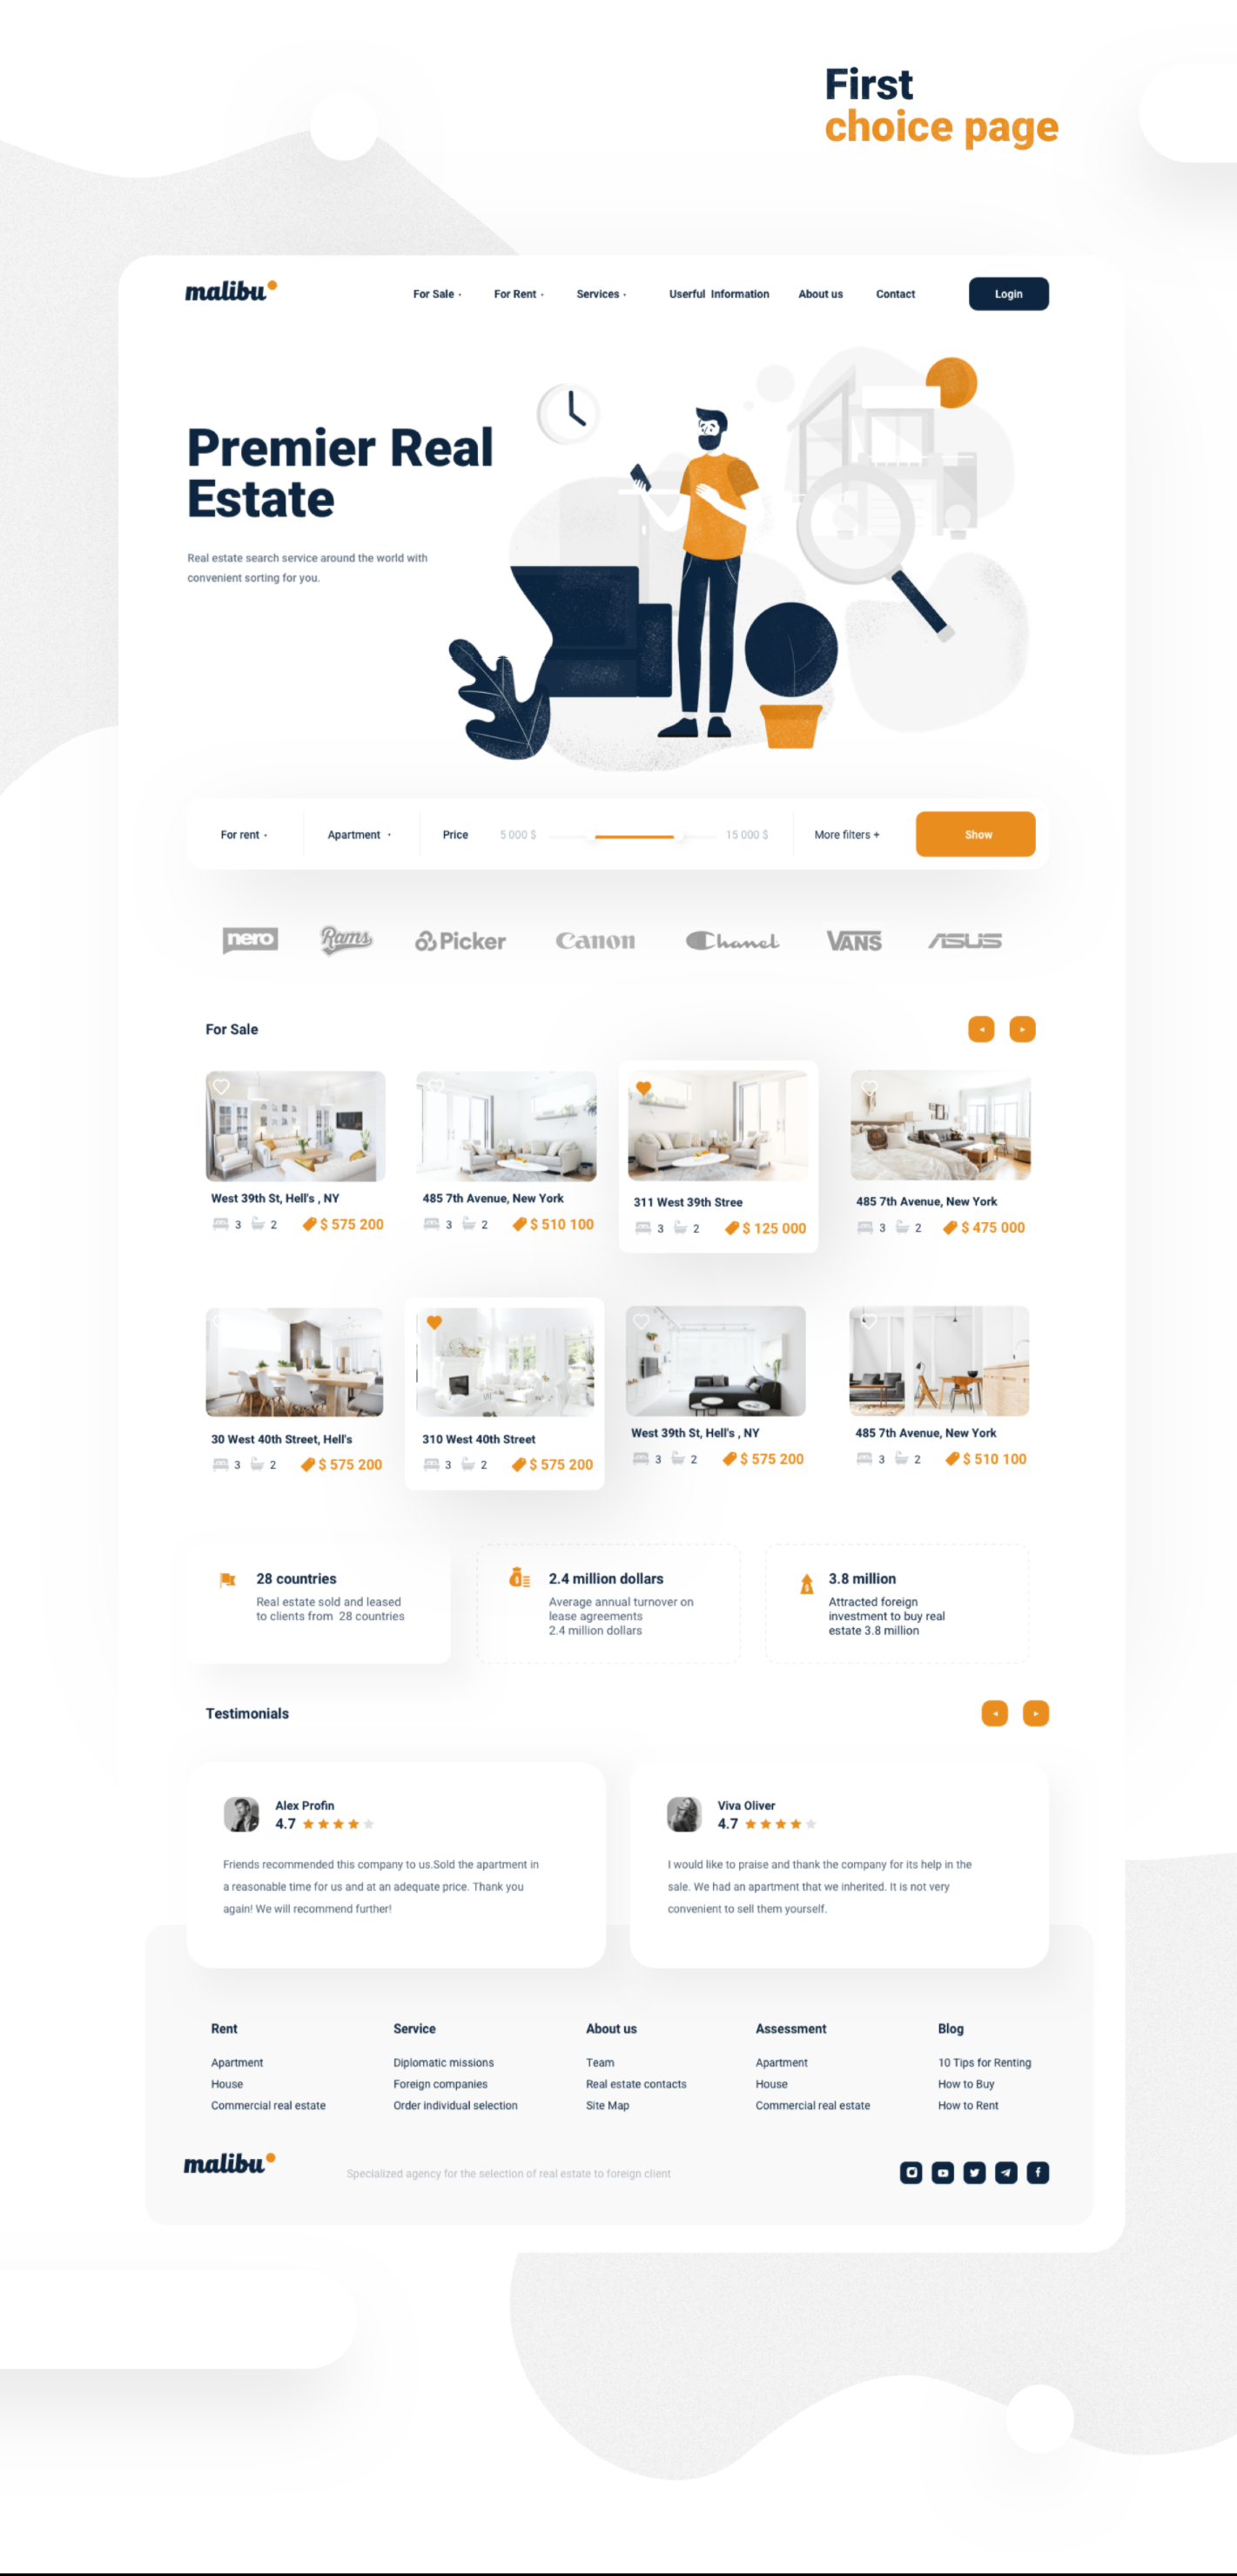 First
choice page
malibu
For Sale
For Rent
Services
Userful Information
About us
Contact
Login
Premier Real
Estate
Real estate search service around the world with
convenient sorting for you.
For rent
Apartment
Price
5 000 $
15 000 $
More filters +
Show
nero
Rams
Picker
Canon
Chanel
VANS
ASUS
For Sale
West 39th St, Hell's , NY
3 2 $ 575 200
485 7th Avenue, New York
3 2 $ 510 100
311 West 39th Stree
3 2 $ 125 000
485 7th Avenue, New York
3 2 $ 475 000
30 West 40th Street, Hell's
3 2 $ 575 200
310 West 40th Street
3 2 $ 575 200
West 39th St, Hell's , NY
3 2 $ 575 200
485 7th Avenue, New York
3 2 $ 510 100
28 countries
Real estate sold and leased
to clients from 28 countries
2.4 million dollars
Average annual turnover on
lease agreements
2.4 million dollars
3.8 million
Attracted foreign
investment to buy real
estate 3.8 million
Testimonials
Alex Profin
4.7
Friends recommended this company to us.Sold the apartment in
a reasonable time for us and at an adequate price. Thank you
again! We will recommend further!
Viva Oliver
4.7
I would like to praise and thank the company for its help in the
sale. We had an apartment that we inherited. It is not very
convenient to sell them yourself.
Rent
Apartment
House
Commercial real estate
Service
Diplomatic missions
Foreign companies
Order individual selection
About us
Team
Real estate contacts
Site Map
Assessment
Apartment
House
Commercial real estate
Blog
10 Tips for Renting
How to Buy
How to Rent
malibu
Specialized agency for the selection of real estate to foreign client